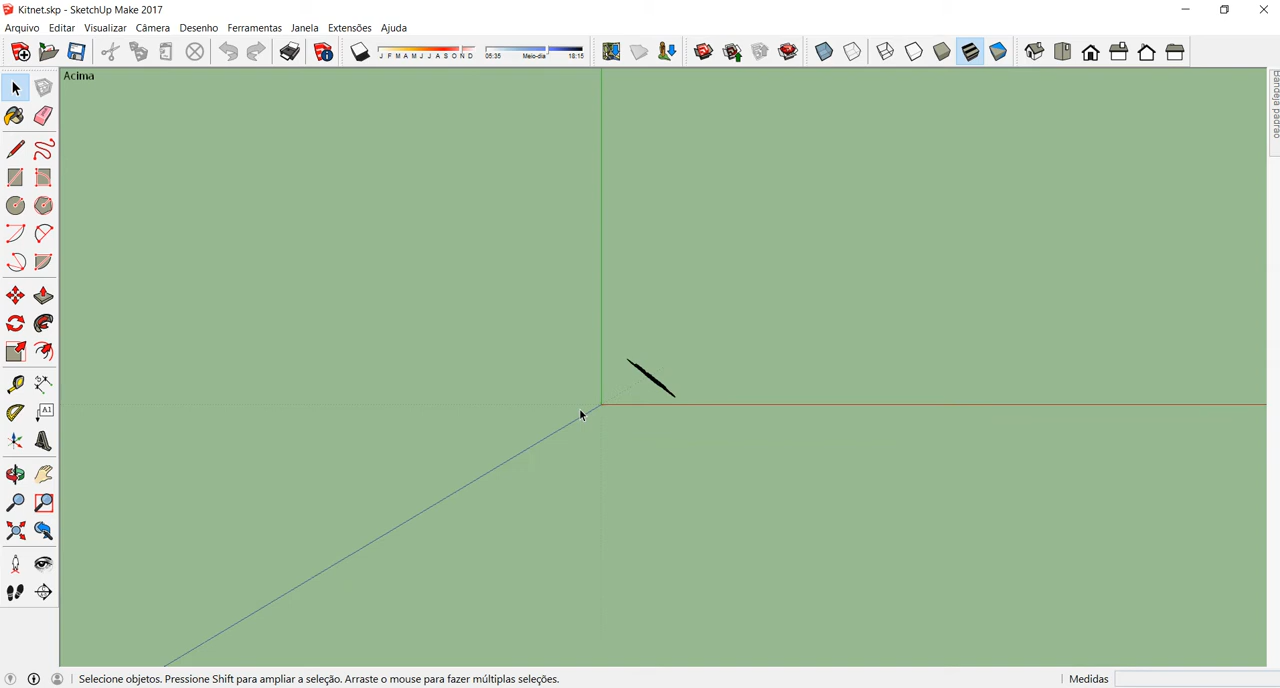 Kitnet.skp - SketchUp Make 2017
Arquivo Editar Visualizar Câmera Desenho Ferramentas Janela Extensões Ajuda
J F M A M J J A S O N D 05:35 Meio-dia 18:15
Acima
Bandeja padrão
A1
Selecione objetos. Pressione Shift para ampliar a seleção. Arraste o mouse para fazer múltiplas seleções.
Medidas